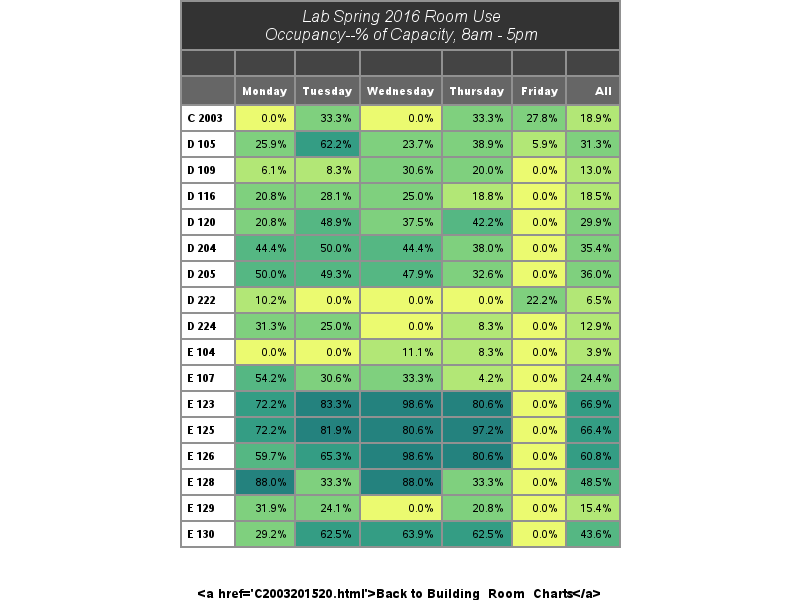 Lab Spring 2016 Room Use
Occupancy--% of Capacity, 8am - 5pm
Monday Tuesday Wednesday Thursday Friday All
C 2003 0.0% 33.3% 0.0% 33.3% 27.8% 18.9%
D 105 25.9% 62.2% 23.7% 38.9% 5.9% 31.3%
D 109 6.1% 8.3% 30.6% 20.0% 0.0% 13.0%
D 116 20.8% 28.1% 25.0% 18.8% 0.0% 18.5%
D 120 20.8% 48.9% 37.5% 42.2% 0.0% 29.9%
D 204 44.4% 50.0% 44.4% 38.0% 0.0% 35.4%
D 205 50.0% 49.3% 47.9% 32.6% 0.0% 36.0%
D 222 10.2% 0.0% 0.0% 0.0% 22.2% 6.5%
D 224 31.3% 25.0% 0.0% 8.3% 0.0% 12.9%
E 104 0.0% 0.0% 11.1% 8.3% 0.0% 3.9%
E 107 54.2% 30.6% 33.3% 4.2% 0.0% 24.4%
E 123 72.2% 83.3% 98.6% 80.6% 0.0% 66.9%
E 125 72.2% 81.9% 80.6% 97.2% 0.0% 66.4%
E 126 59.7% 65.3% 98.6% 80.6% 0.0% 60.8%
E 128 88.0% 33.3% 88.0% 33.3% 0.0% 48.5%
E 129 31.9% 24.1% 0.0% 20.8% 0.0% 15.4%
E 130 29.2% 62.5% 63.9% 62.5% 0.0% 43.6%
<a href='C2003201520.html'>Back to Building Room Charts</a>